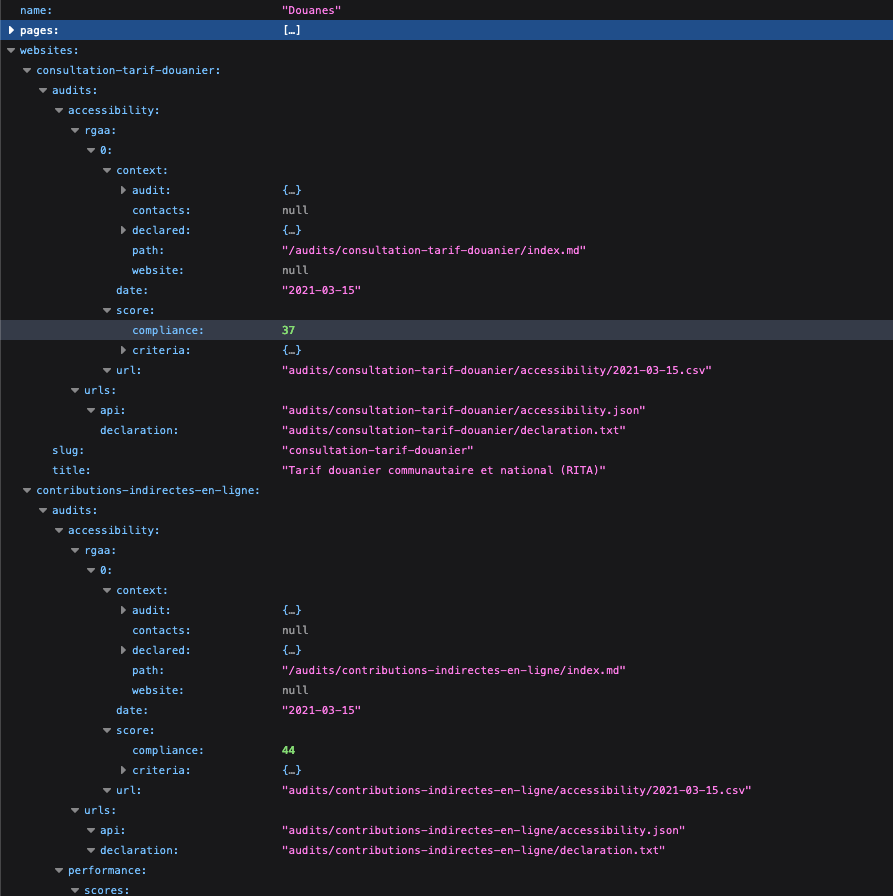 name: "Douanes"
pages: […]
websites:
consultation-tarif-douanier:
audits:
accessibility:
rgaa:
0:
context:
audit: {…}
contacts: null
declared: {…}
path: "/audits/consultation-tarif-douanier/index.md"
website: null
date: "2021-03-15"
score:
compliance: 37
criteria: {…}
url: "audits/consultation-tarif-douanier/accessibility/2021-03-15.csv"
urls:
api: "audits/consultation-tarif-douanier/accessibility.json"
declaration: "audits/consultation-tarif-douanier/declaration.txt"
slug: "consultation-tarif-douanier"
title: "Tarif douanier communautaire et national (RITA)"
contributions-indirectes-en-ligne:
audits:
accessibility:
rgaa:
0:
context:
audit: {…}
contacts: null
declared: {…}
path: "/audits/contributions-indirectes-en-ligne/index.md"
website: null
date: "2021-03-15"
score:
compliance: 44
criteria: {…}
url: "audits/contributions-indirectes-en-ligne/accessibility/2021-03-15.csv"
urls:
api: "audits/contributions-indirectes-en-ligne/accessibility.json"
declaration: "audits/contributions-indirectes-en-ligne/declaration.txt"
performance:
scores: